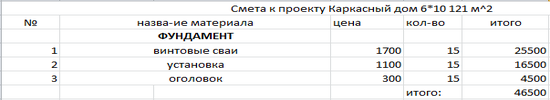 Смета к проекту Каркасный дом 6*10 121 м^2
№ назва-ие материала цена кол-во итого
ФУНДАМЕНТ
1 винтовые сваи 1700 15 25500
2 установка 1100 15 16500
3 оголовок 300 15 4500
итого: 46500